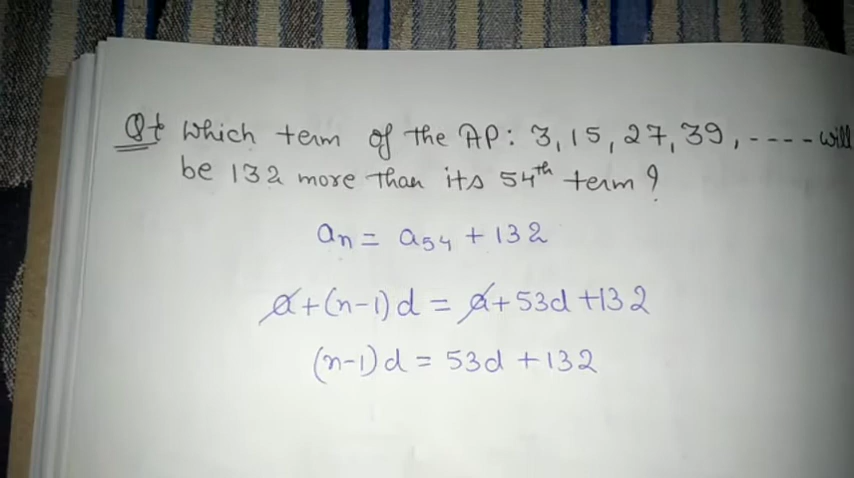 Qt Which term of the AP: 3, 15, 27, 39, ---- will
be 132 more than its 54th term ?
an = a54 + 132
a+(n-1)d = a+53d+132
(n-1)d = 53d +132